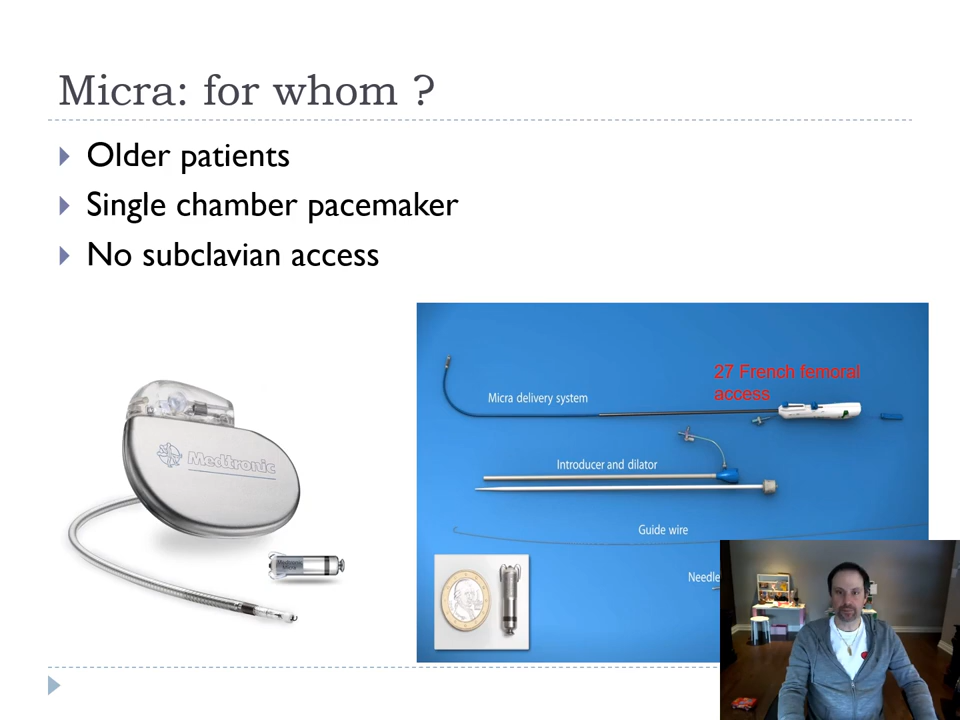 Micra: for whom ?
Older patients
Single chamber pacemaker
No subclavian access
Medtronic
27 French femoral
access
Micra delivery system
Introducer and dilator
Guide wire
Needle